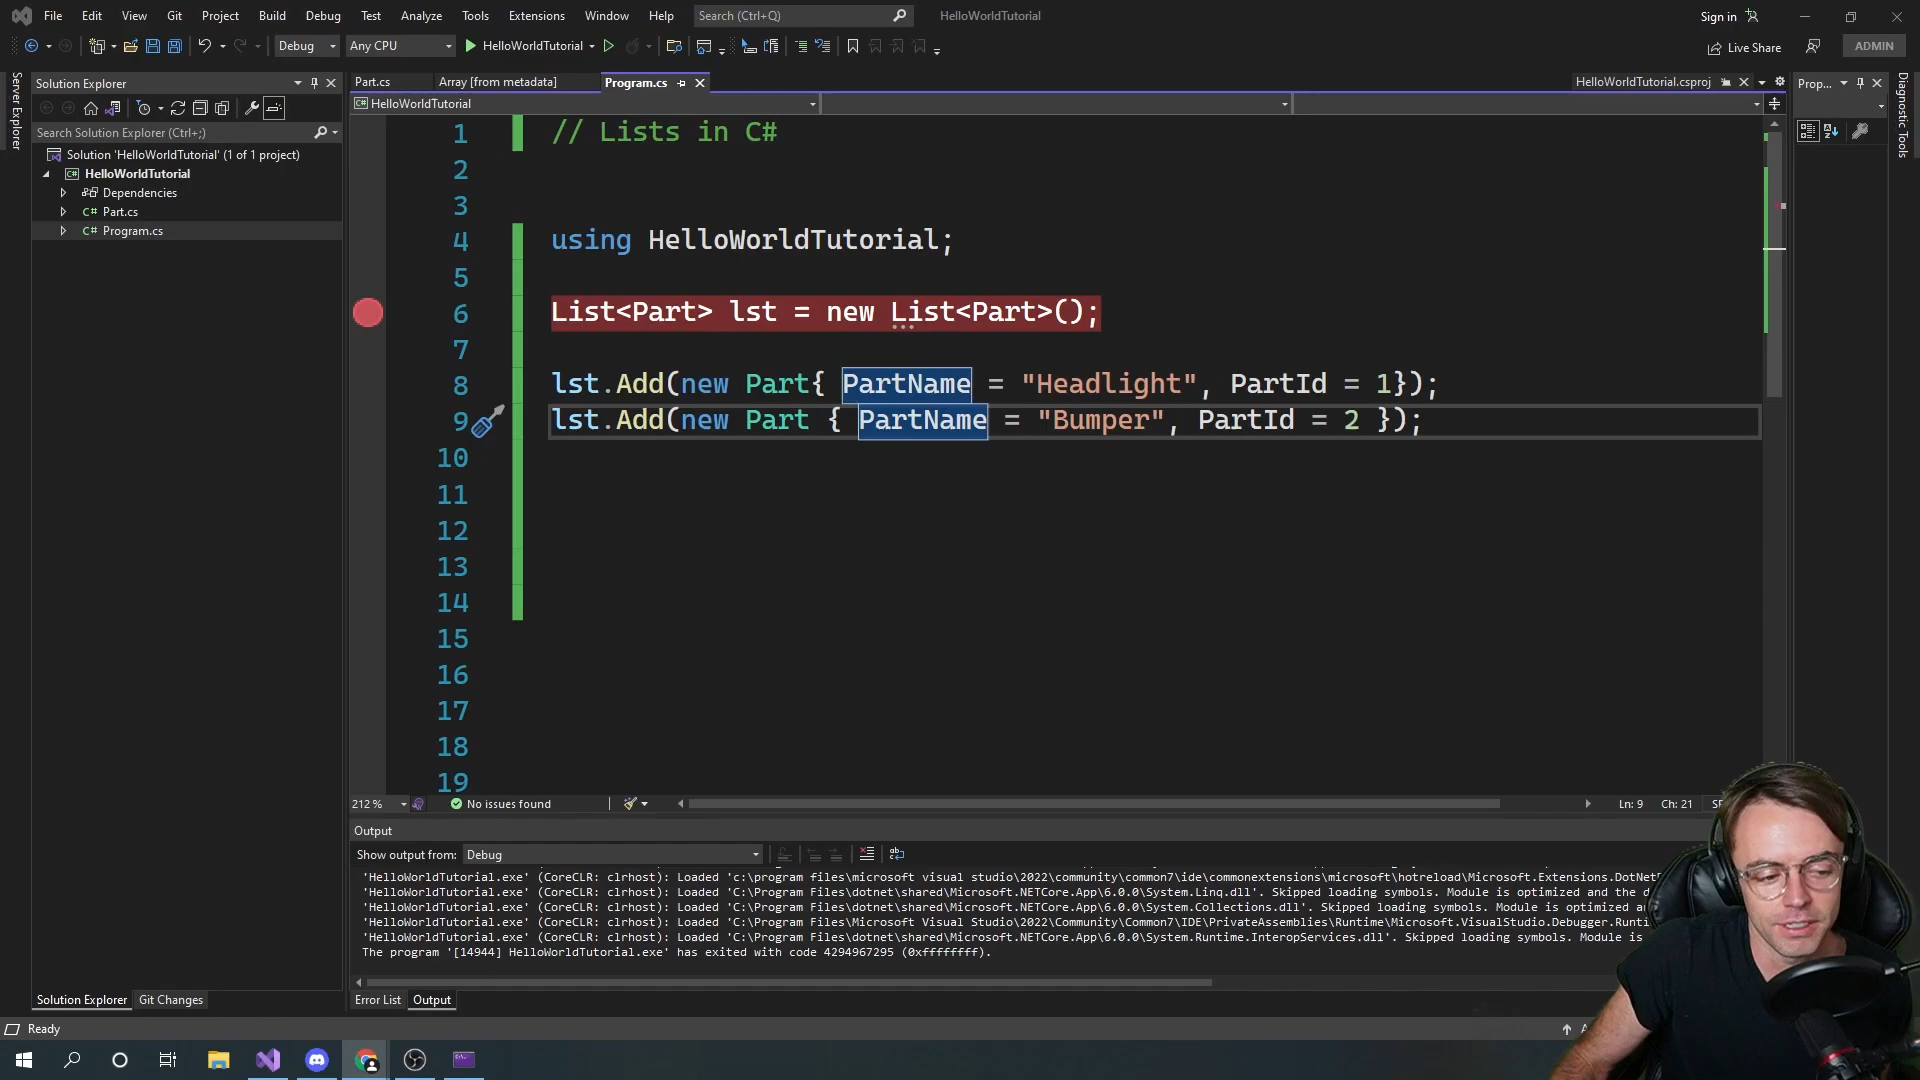 File Edit View Git Project Build Debug Test Analyze Tools Extensions Window Help Search (Ctrl+Q) HelloWorldTutorial Sign in
Debug Any CPU HelloWorldTutorial Live Share ADMIN
Server Explorer
Solution Explorer
Search Solution Explorer (Ctrl+;)
Solution 'HelloWorldTutorial' (1 of 1 project)
HelloWorldTutorial
Dependencies
C# Part.cs
C# Program.cs
Part.cs Array [from metadata] Program.cs HelloWorldTutorial.csproj
HelloWorldTutorial
Prop...
Diagnostic Tools
1 // Lists in C#
2
3
4 using HelloWorldTutorial;
5
6 List<Part> lst = new List<Part>();
7
8 lst.Add(new Part{ PartName = "Headlight", PartId = 1});
9 lst.Add(new Part { PartName = "Bumper", PartId = 2 });
10
11
12
13
14
15
16
17
18
19
212 % No issues found Ln: 9 Ch: 21
Output
Show output from: Debug
'HelloWorldTutorial.exe' (CoreCLR: clrhost): Loaded 'c:\program files\microsoft visual studio\2022\community\common7\ide\commonextensions\microsoft\hotreload\Microsoft.Extensions.DotNetD
'HelloWorldTutorial.exe' (CoreCLR: clrhost): Loaded 'C:\Program Files\dotnet\shared\Microsoft.NETCore.App\6.0.0\System.Linq.dll'. Skipped loading symbols. Module is optimized and the d
'HelloWorldTutorial.exe' (CoreCLR: clrhost): Loaded 'C:\Program Files\dotnet\shared\Microsoft.NETCore.App\6.0.0\System.Collections.dll'. Skipped loading symbols. Module is optimized a
'HelloWorldTutorial.exe' (CoreCLR: clrhost): Loaded 'C:\Program Files\Microsoft Visual Studio\2022\Community\Common7\IDE\PrivateAssemblies\Runtime\Microsoft.VisualStudio.Debugger.Runti
'HelloWorldTutorial.exe' (CoreCLR: clrhost): Loaded 'C:\Program Files\dotnet\shared\Microsoft.NETCore.App\6.0.0\System.Runtime.InteropServices.dll'. Skipped loading symbols. Module is
The program '[14944] HelloWorldTutorial.exe' has exited with code 4294967295 (0xffffffff).
Solution Explorer Git Changes Error List Output
Ready